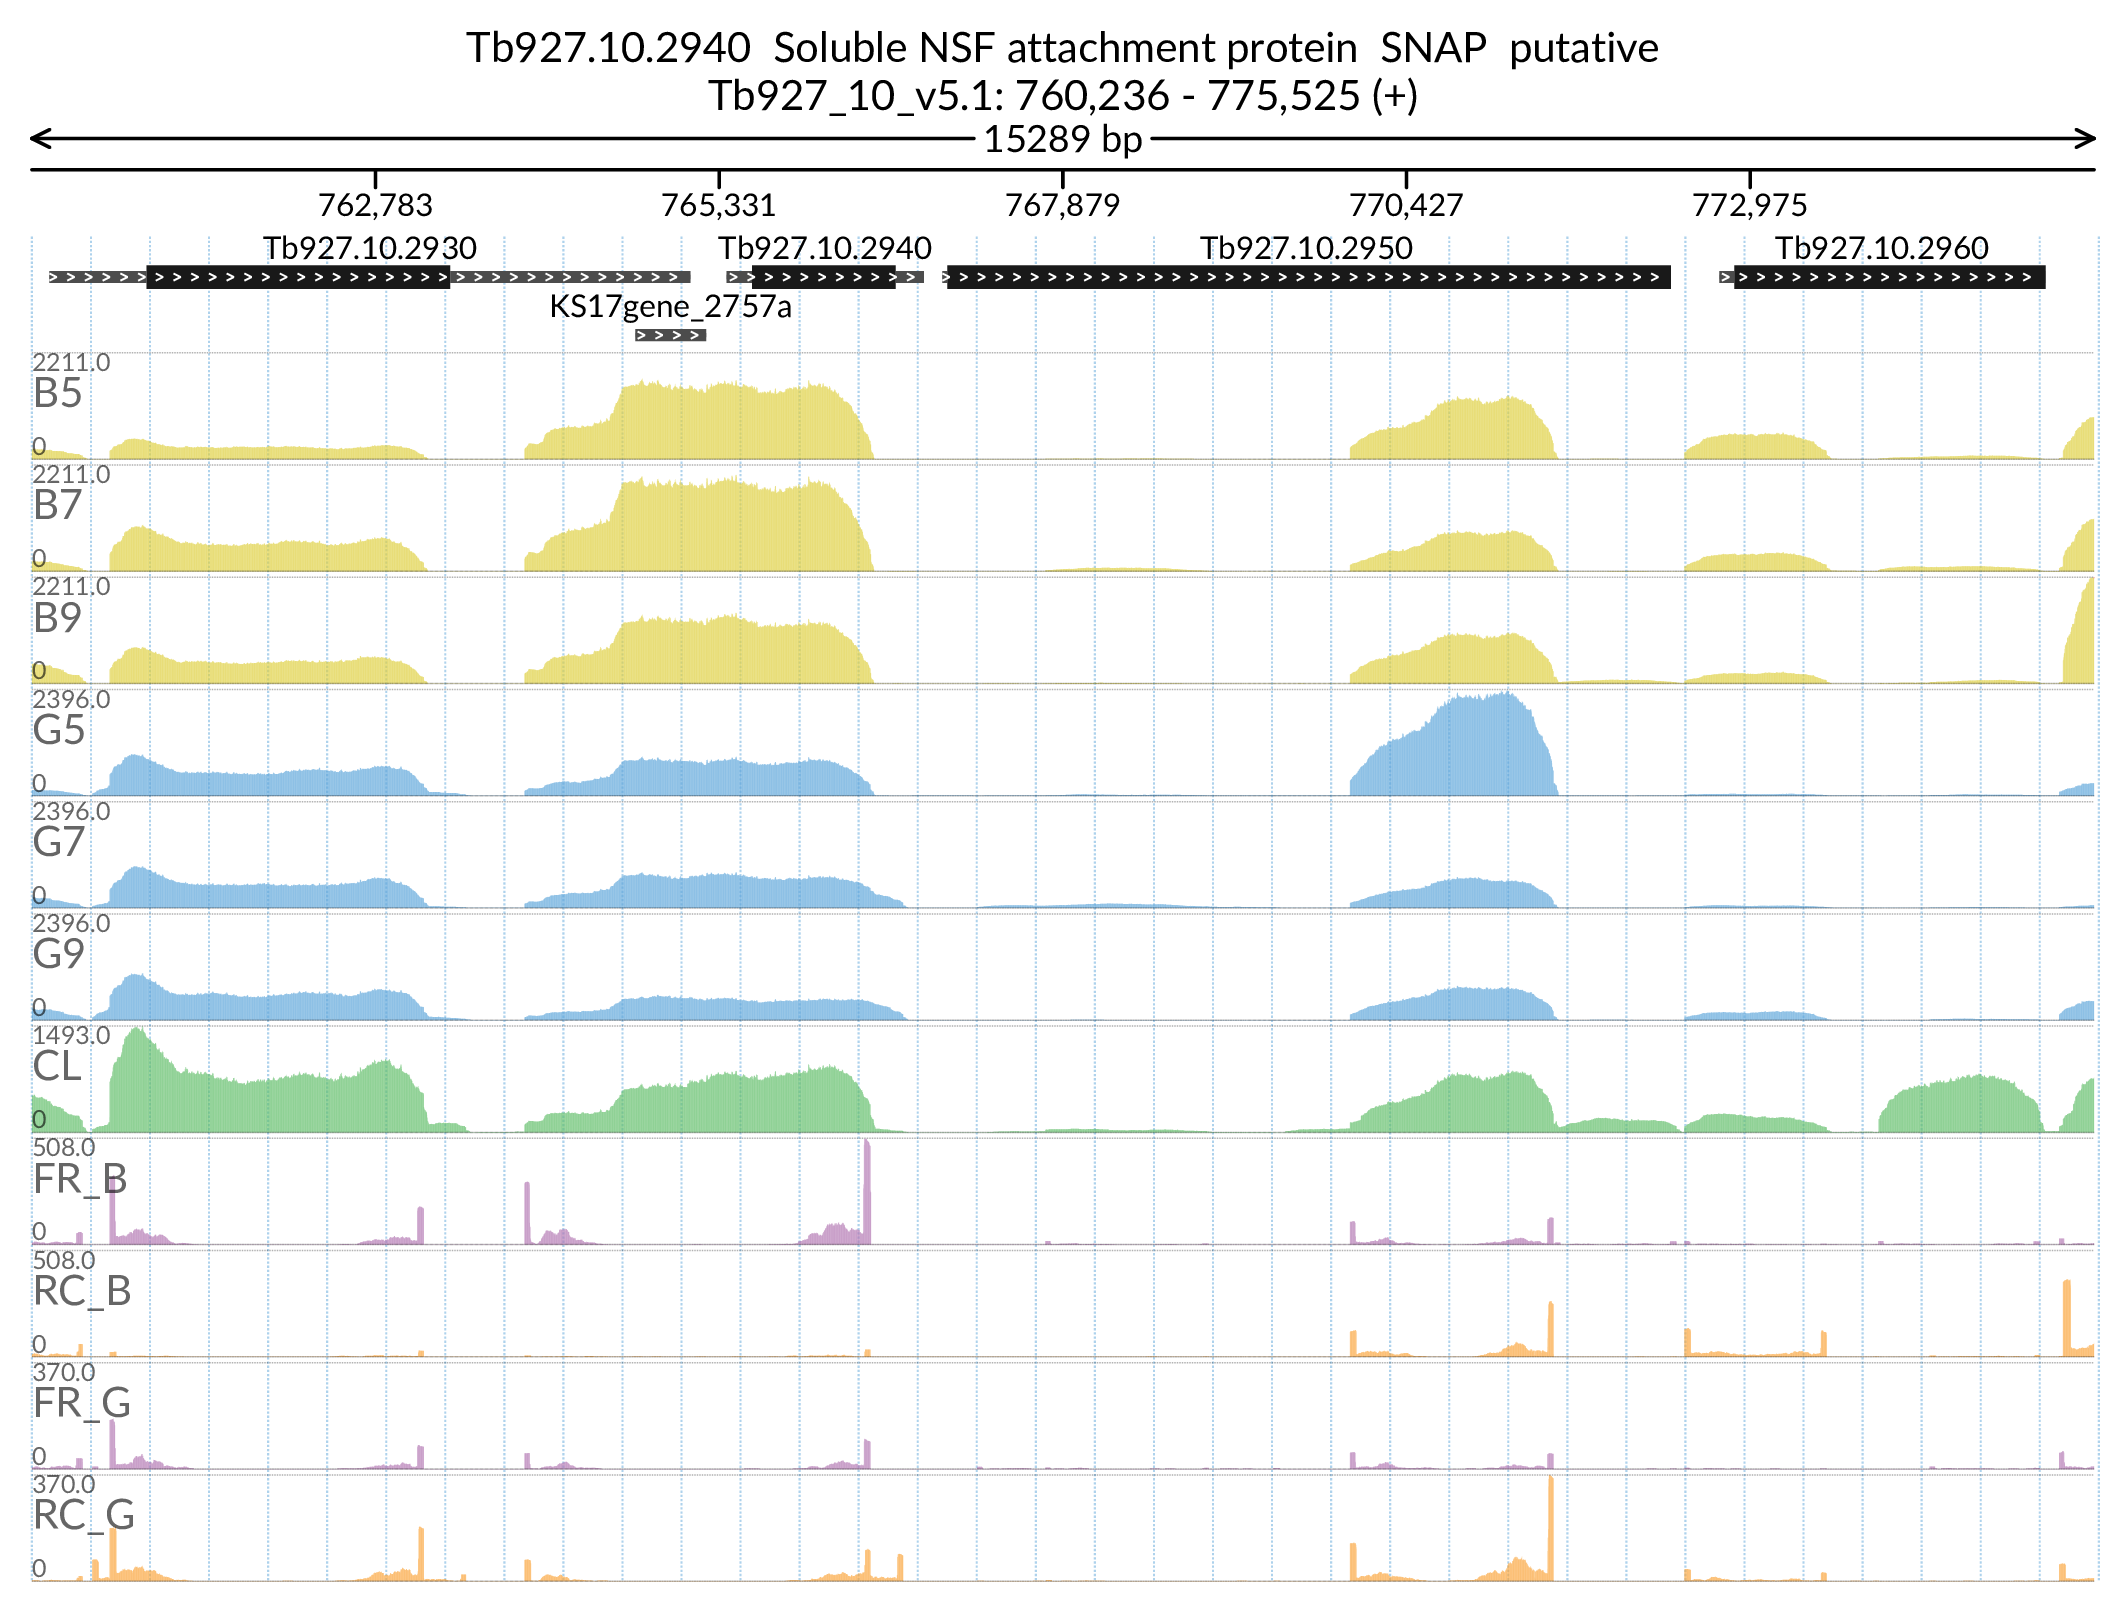 Tb927.10.2940  Soluble NSF attachment protein  SNAP  putative
Tb927_10_v5.1: 760,236 - 775,525 (+)
15289 bp
762,783 765,331 767,879 770,427 772,975
Tb927.10.2930 Tb927.10.2940 Tb927.10.2950 Tb927.10.2960
KS17gene_2757a
2211.0
B5
0
2211.0
B7
0
2211.0
B9
0
2396.0
G5
0
2396.0
G7
0
2396.0
G9
0
1493.0
CL
0
508.0
FR_B
0
508.0
RC_B
0
370.0
FR_G
0
370.0
RC_G
0